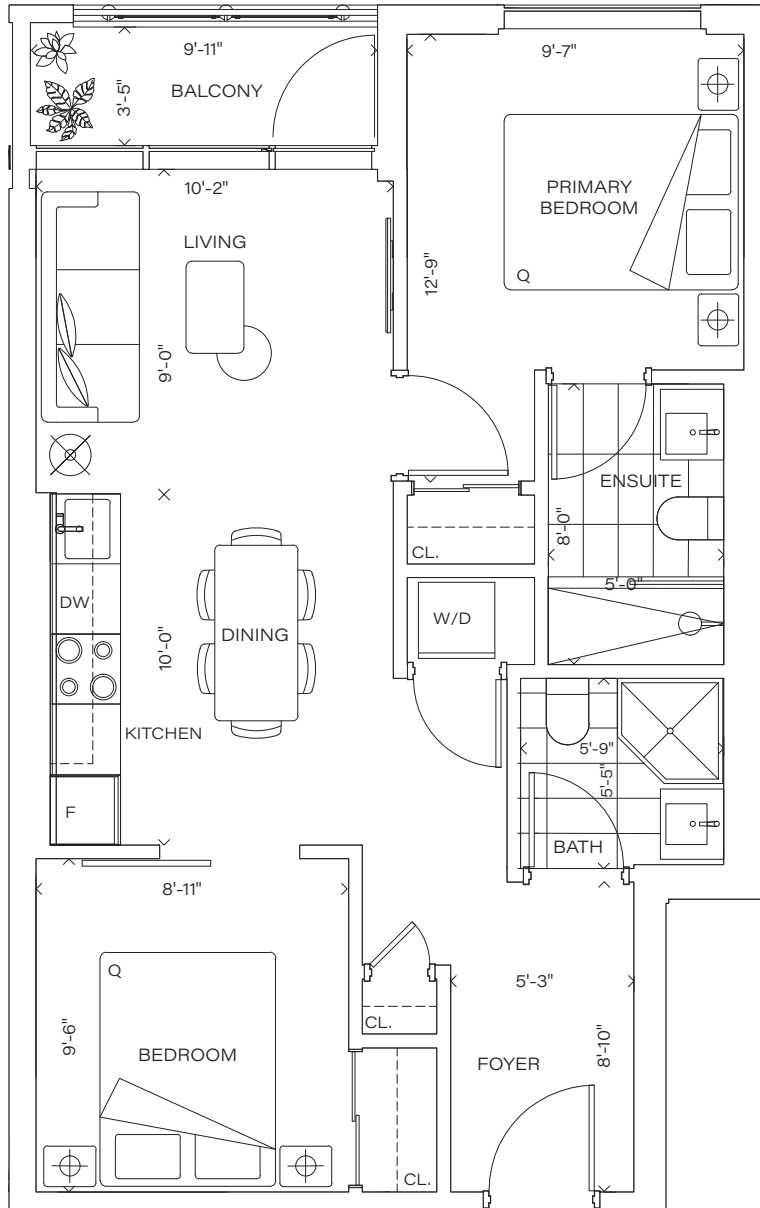 9'-11"
BALCONY
3'-5"
9'-7"
PRIMARY
BEDROOM
Q
12'-9"
10'-2"
LIVING
9'-0"
ENSUITE
8'-0"
5'-0"
CL.
W/D
DW
DINING
10'-0"
KITCHEN
F
5'-9"
5'-5"
BATH
8'-11"
Q
9'-6"
BEDROOM
CL.
CL.
5'-3"
FOYER
8'-10"